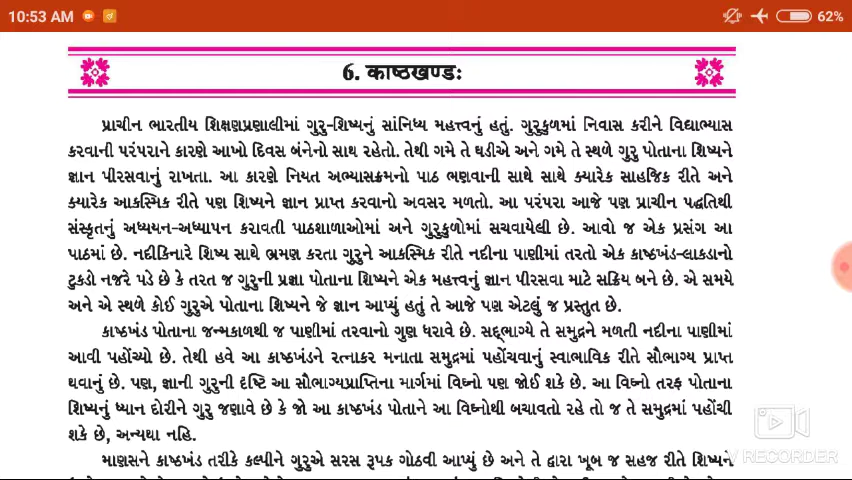 10:53 AM
62%
6. काष्ठखण्डः
પ્રાચીન ભારતીય શિક્ષણપ્રણાલીમાં ગુરુ-શિષ્યનું સાંનિધ્ય મહત્ત્વનું હતું. ગુરુકુળમાં નિવાસ કરીને વિદ્યાભ્યાસ
કરવાની પરંપરાને કારણે આખો દિવસ બંનેનો સાથ રહેતો. તેથી ગમે તે ઘડીએ અને ગમે તે સ્થળે ગુરુ પોતાના શિષ્યને
જ્ઞાન પીરસવાનું રાખતા. આ કારણે નિયત અભ્યાસક્રમનો પાઠ ભણવાની સાથે સાથે ક્યારેક સાહજિક રીતે અને
ક્યારેક આકસ્મિક રીતે પણ શિષ્યને જ્ઞાન પ્રાપ્ત કરવાનો અવસર મળતો. આ પરંપરા આજે પણ પ્રાચીન પદ્ધતિથી
સંસ્કૃતનું અધ્યયન-અધ્યાપન કરાવતી પાઠશાળાઓમાં અને ગુરુકુળોમાં સચવાયેલી છે. આવો જ એક પ્રસંગ આ
પાઠમાં છે. નદીકિનારે શિષ્ય સાથે ભ્રમણ કરતા ગુરુને આકસ્મિક રીતે નદીના પાણીમાં તરતો એક કાષ્ઠખંડ-લાકડાનો
ટુકડો નજરે પડે છે કે તરત જ ગુરુની પ્રજ્ઞા પોતાના શિષ્યને એક મહત્ત્વનું જ્ઞાન પીરસવા માટે સક્રિય બને છે. એ સમયે
અને એ સ્થળે કોઈ ગુરુએ પોતાના શિષ્યને જે જ્ઞાન આપ્યું હતું તે આજે પણ એટલું જ પ્રસ્તુત છે.
કાષ્ઠખંડ પોતાના જન્મકાળથી જ પાણીમાં તરવાનો ગુણ ધરાવે છે. સદ્ભાગ્યે તે સમુદ્રને મળતી નદીના પાણીમાં
આવી પહોંચ્યો છે. તેથી હવે આ કાષ્ઠખંડને રત્નાકર મનાતા સમુદ્રમાં પહોંચવાનું સ્વાભાવિક રીતે સૌભાગ્ય પ્રાપ્ત
થવાનું છે. પણ, જ્ઞાની ગુરુની દૃષ્ટિ આ સૌભાગ્યપ્રાપ્તિના માર્ગમાં વિઘ્નો પણ જોઈ શકે છે. આ વિઘ્નો તરફ પોતાના
શિષ્યનું ધ્યાન દોરીને ગુરુ જણાવે છે કે જો આ કાષ્ઠખંડ પોતાને આ વિઘ્નોથી બચાવતો રહે તો જ તે સમુદ્રમાં પહોંચી
શકે છે, અન્યથા નહિ.
માણસને કાષ્ઠખંડ તરીકે કલ્પીને ગુરુએ સરસ રૂપક ગોઠવી આપ્યું છે અને તે દ્વારા ખૂબ જ સહજ રીતે શિષ્યને
V RECORDER